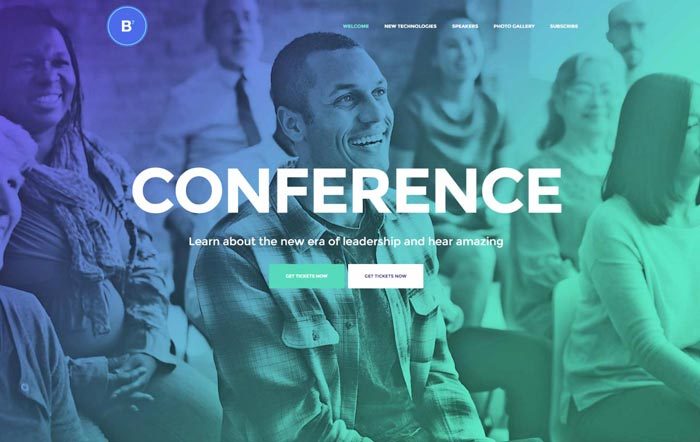 B²
WELCOME NEW TECHNOLOGIES SPEAKERS PHOTO GALLERY SUBSCRIBE
CONFERENCE
Learn about the new era of leadership and hear amazing
GET TICKETS NOW GET TICKETS NOW